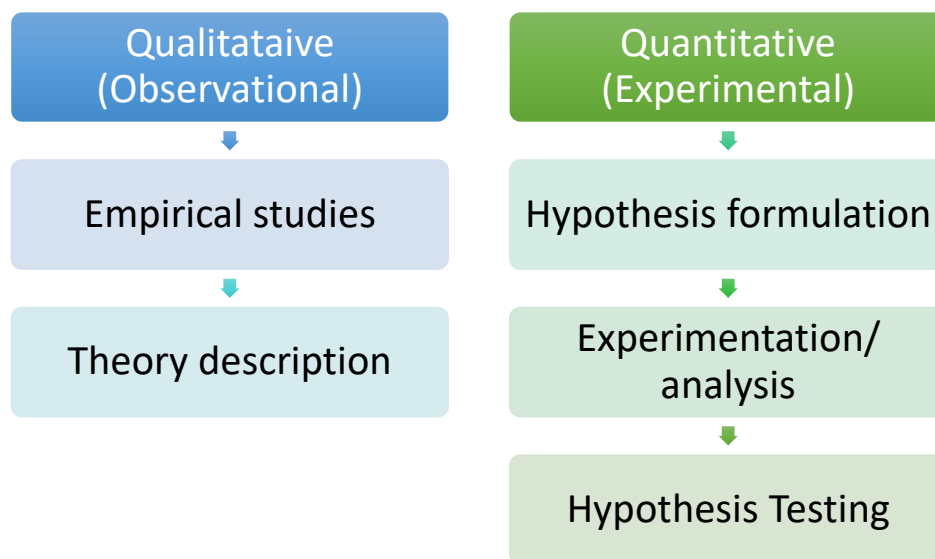 Qualitataive
(Observational)
Empirical studies
Theory description
Quantitative
(Experimental)
Hypothesis formulation
Experimentation/
analysis
Hypothesis Testing